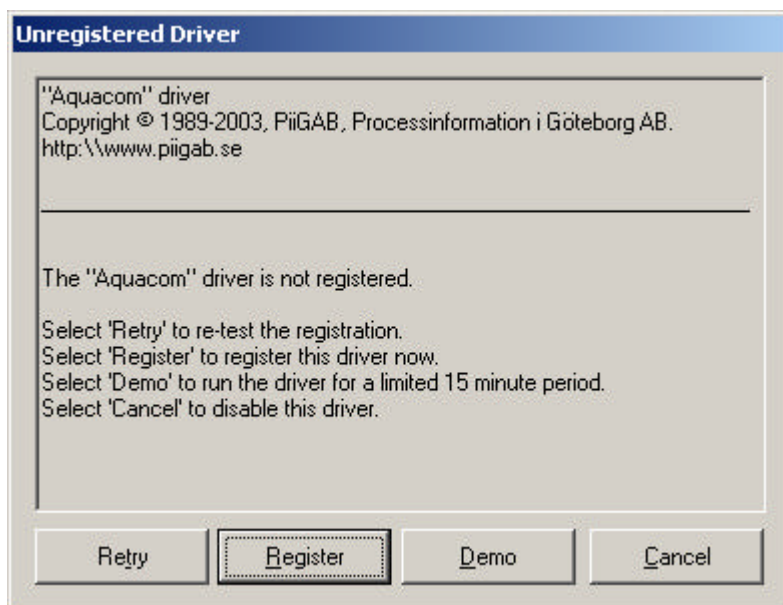 Unregistered Driver
"Aquacom" driver
Copyright © 1989-2003, PiiGAB, Processinformation i Göteborg AB.
http:\\www.piigab.se
The "Aquacom" driver is not registered.
Select 'Retry' to re-test the registration.
Select 'Register' to register this driver now.
Select 'Demo' to run the driver for a limited 15 minute period.
Select 'Cancel' to disable this driver.
Retry Register Demo Cancel